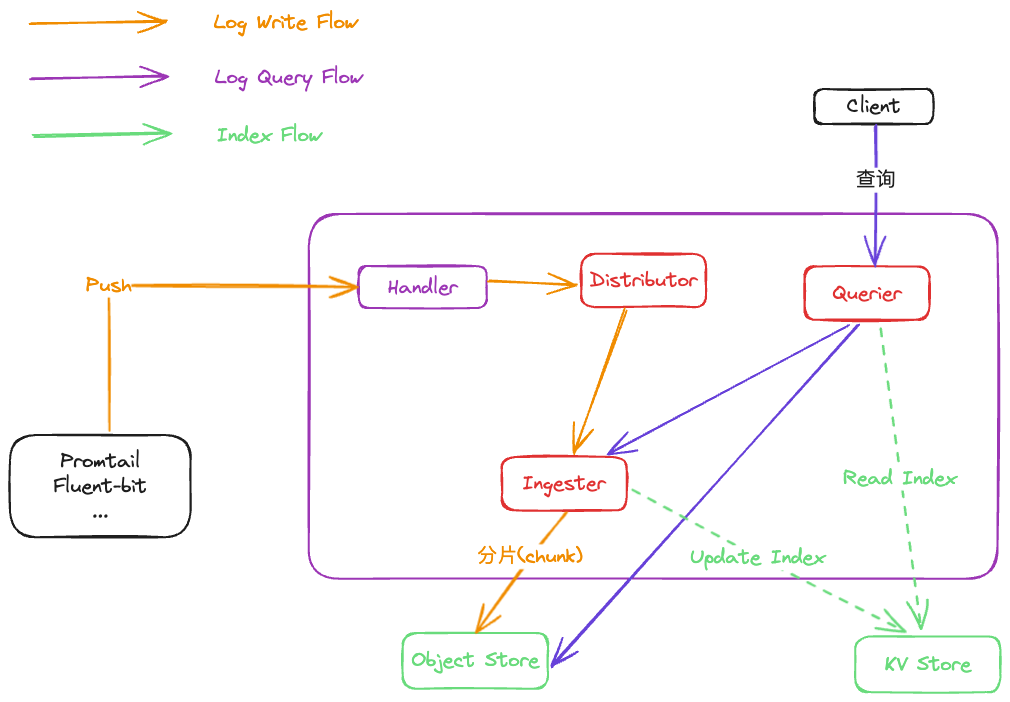 Log Write Flow
Log Query Flow
Index Flow
Client
查询
Push
Handler
Distributor
Querier
Promtail
Fluent-bit
...
Ingester
Read Index
分片(chunk)
Update Index
Object Store
KV Store